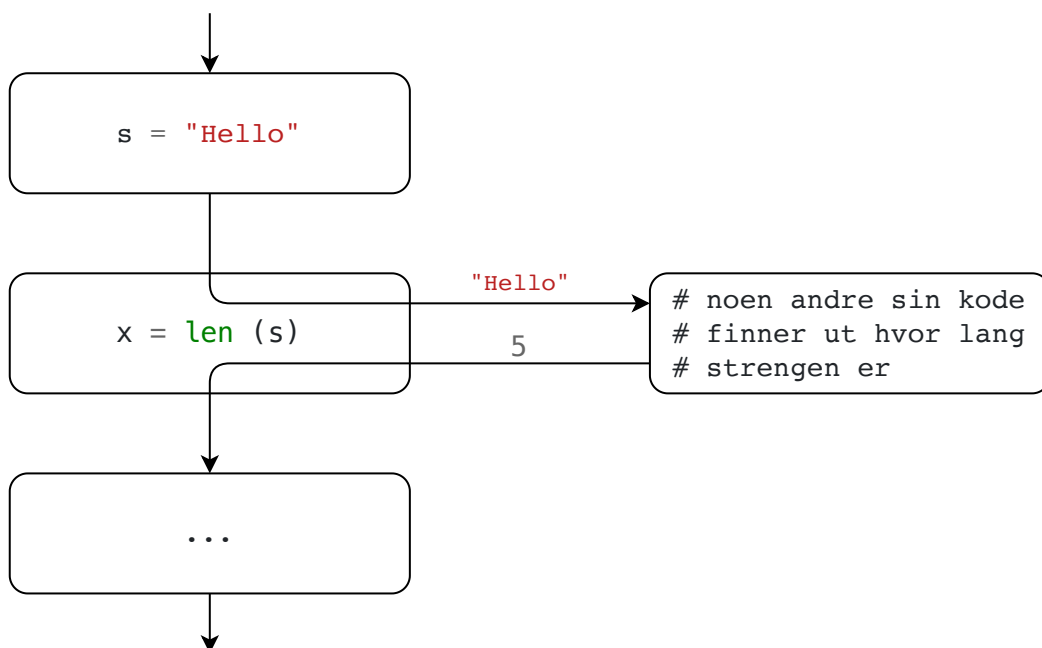 s = "Hello"
"Hello"
x = len (s)
5
# noen andre sin kode
# finner ut hvor lang
# strengen er
...